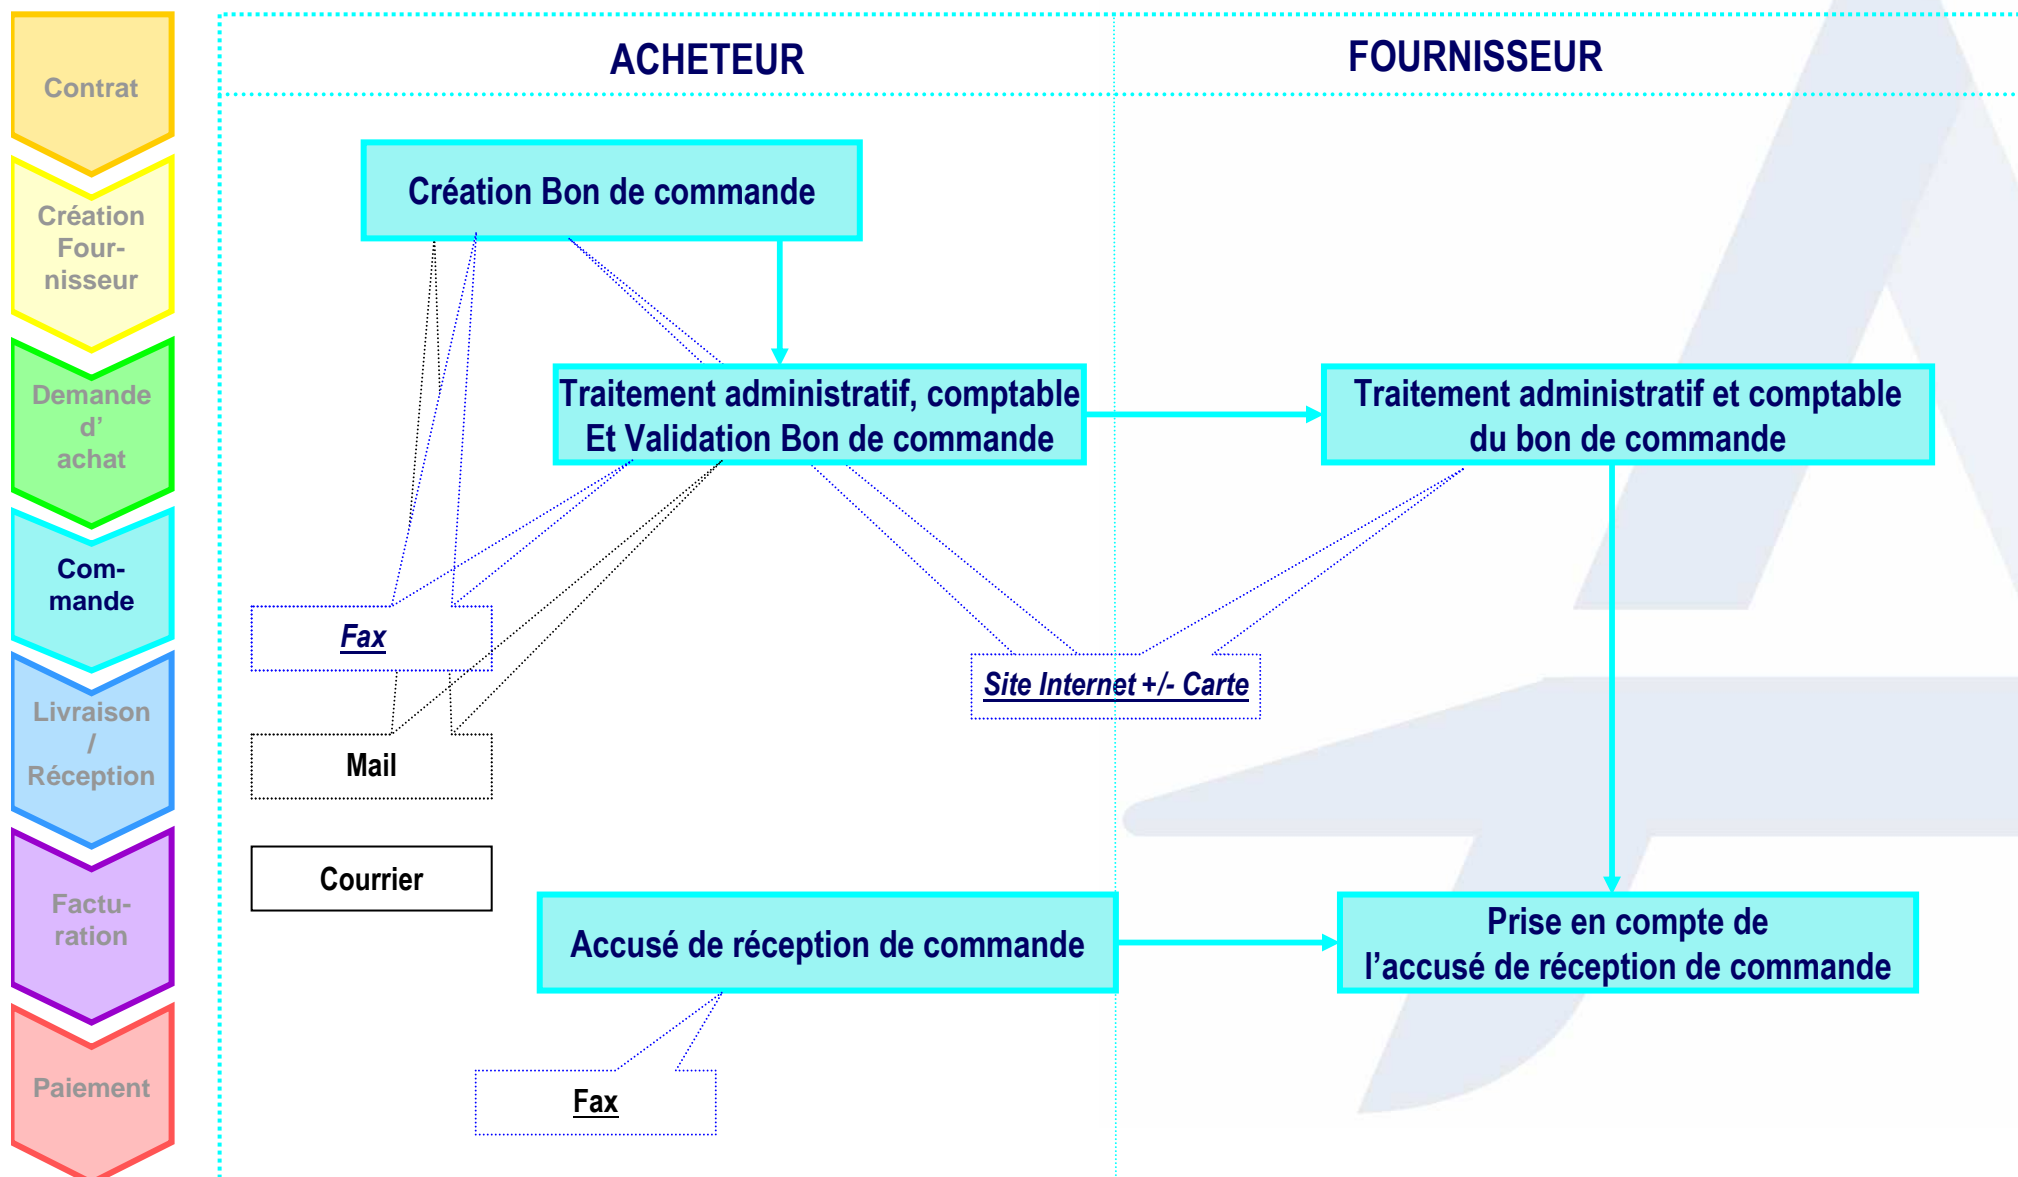 Contrat
Création
Four-
nisseur
Demande
d’
achat
Com-
mande
Livraison
/
Réception
Factu-
ration
Paiement
ACHETEUR
FOURNISSEUR
Création Bon de commande
Traitement administratif, comptable
Et Validation Bon de commande
Traitement administratif et comptable
du bon de commande
Fax
Site Internet +/- Carte
Mail
Courrier
Accusé de réception de commande
Prise en compte de
l’accusé de réception de commande
Fax